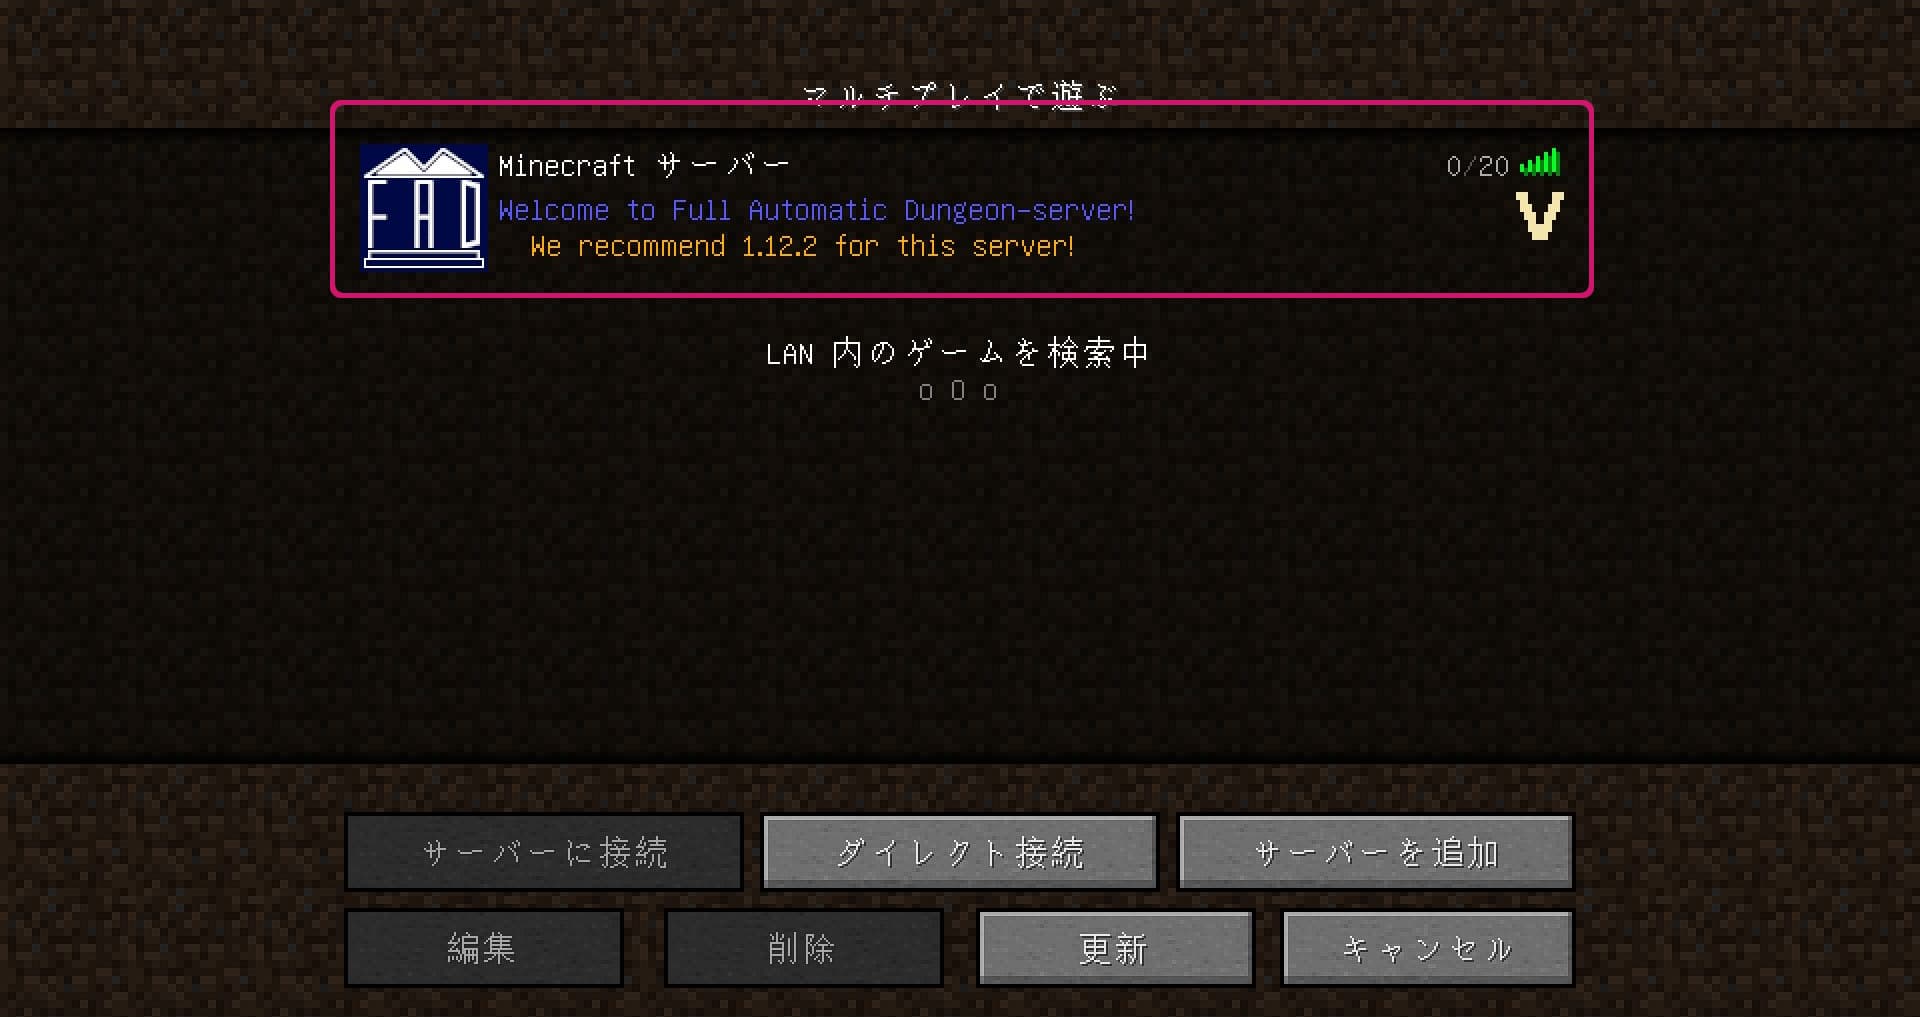 マルチプレイで遊ぶ
FAD
Minecraft サーバー
0/20
Welcome to Full Automatic Dungeon-server!
V
We recommend 1.12.2 for this server!
LAN 内のゲームを検索中
o O o
サーバーに接続
ダイレクト接続
サーバーを追加
編集
削除
更新
キャンセル